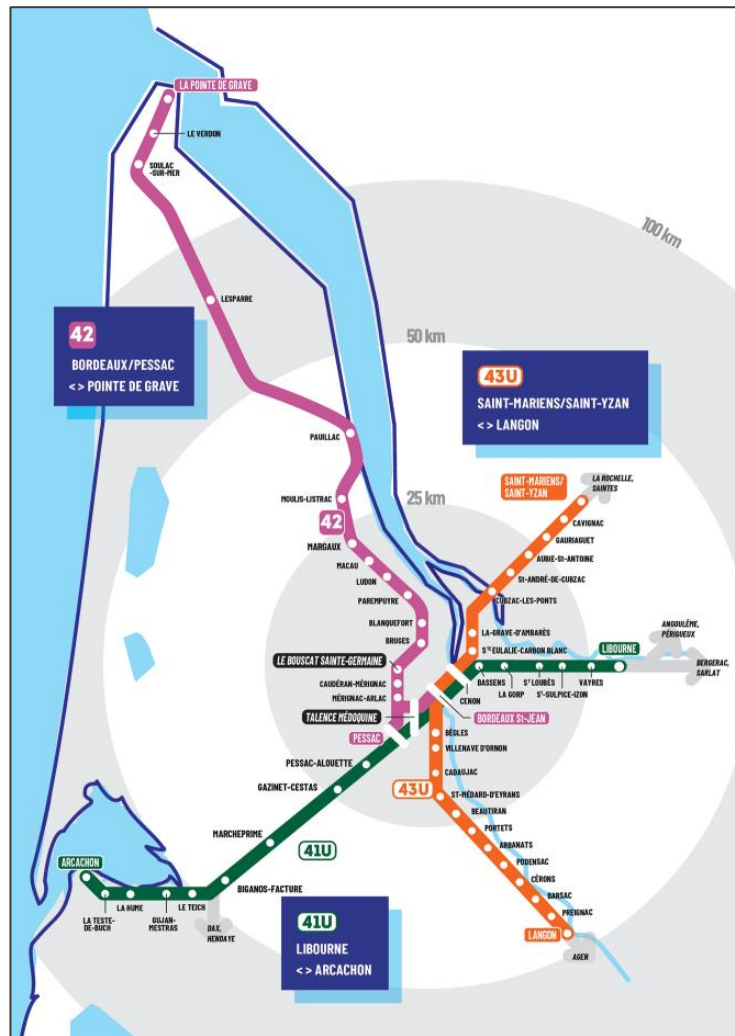 LA POINTE DE GRAVE
LE VERDON
SOULAC
-SUR-MER
100 km
LESPARRE
42
BORDEAUX/PESSAC
<> POINTE DE GRAVE
50 km
43U
SAINT-MARIENS/SAINT-YZAN
<> LANGON
PAUILLAC
MOULIS-LISTRAC
25 km
SAINT-MARIENS/
SAINT-YZAN
LA ROCHELLE,
SAINTES
42
CAVIGNAC
GAURIAGUET
MARGAUX
AUBIE-St-ANTOINE
MACAU
St-ANDRÉ-DE-CUBZAC
LUDON
CUBZAC-LES-PONTS
PAREMPUYRE
BLANQUEFORT
LA-GRAVE-D'AMBARÈS
ANGOULÊME,
PÉRIGUEUX
BRUGES
Ste EULALIE-CARBON BLANC
LIBOURNE
LE BOUSCAT SAINTE-GERMAINE
BERGERAC,
SARLAT
CAUDÉRAN-MÉRIGNAC
BASSENS
St LOUBÈS
VAYRES
MÉRIGNAC-ARLAC
CENON
LA GORP
St-SULPICE-IZON
TALENCE MÉDOQUINE
BORDEAUX St-JEAN
PESSAC
BÈGLES
VILLENAVE D'ORNON
PESSAC-ALOUETTE
CADAUJAC
GAZINET-CESTAS
43U
ST-MÉDARD-D'EYRANS
BEAUTIRAN
PORTETS
MARCHEPRIME
41U
ARBANATS
PODENSAC
ARCACHON
CÉRONS
BIGANOS-FACTURE
BARSAC
LA HUME
LE TEICH
PREIGNAC
LA TESTE-
DE-BUCH
GUJAN-
MESTRAS
DAX,
HENDAYE
41U
LIBOURNE
<> ARCACHON
LANGON
AGEN